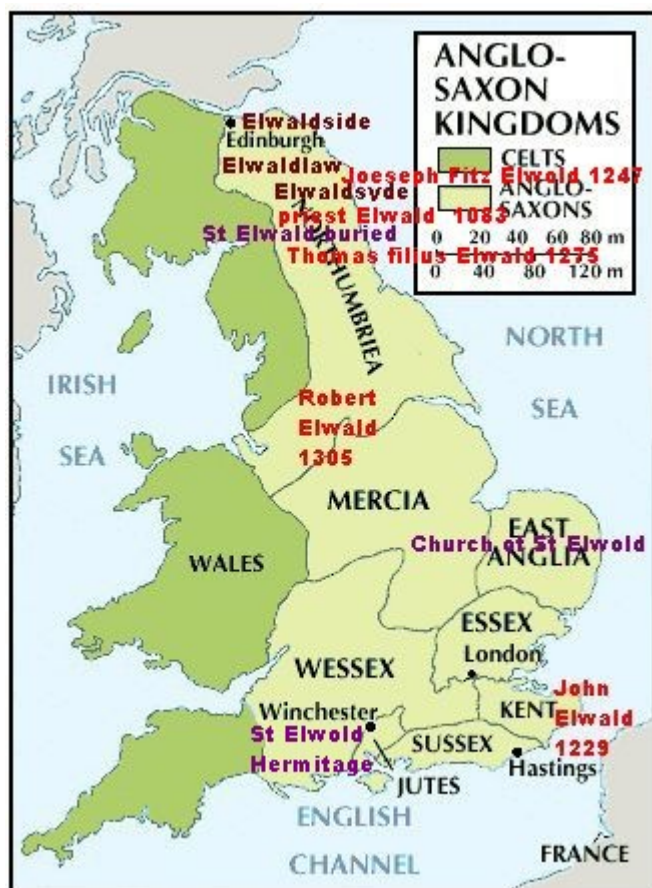 ANGLO-
SAXON
KINGDOMS
CELTS
ANGLO-
SAXONS
0 20 40 60 80 m
0 40 80 120 m
Elwaldside
Edinburgh
Elwaldlaw
Joeseph Fitz Elwold 1247
Elwaldsyde
priest Elwald 1083
St Elwald buried
Thomas filius Elwald 1275
NORTHUMBRIEA
NORTH
SEA
IRISH
SEA
Robert
Elwald
1305
MERCIA
EAST
ANGLIA
Church of St Elwold
WALES
ESSEX
London
WESSEX
John
Elwald
1229
KENT
Winchester
St Elwold
Hermitage
SUSSEX
JUTES
Hastings
ENGLISH
CHANNEL
FRANCE